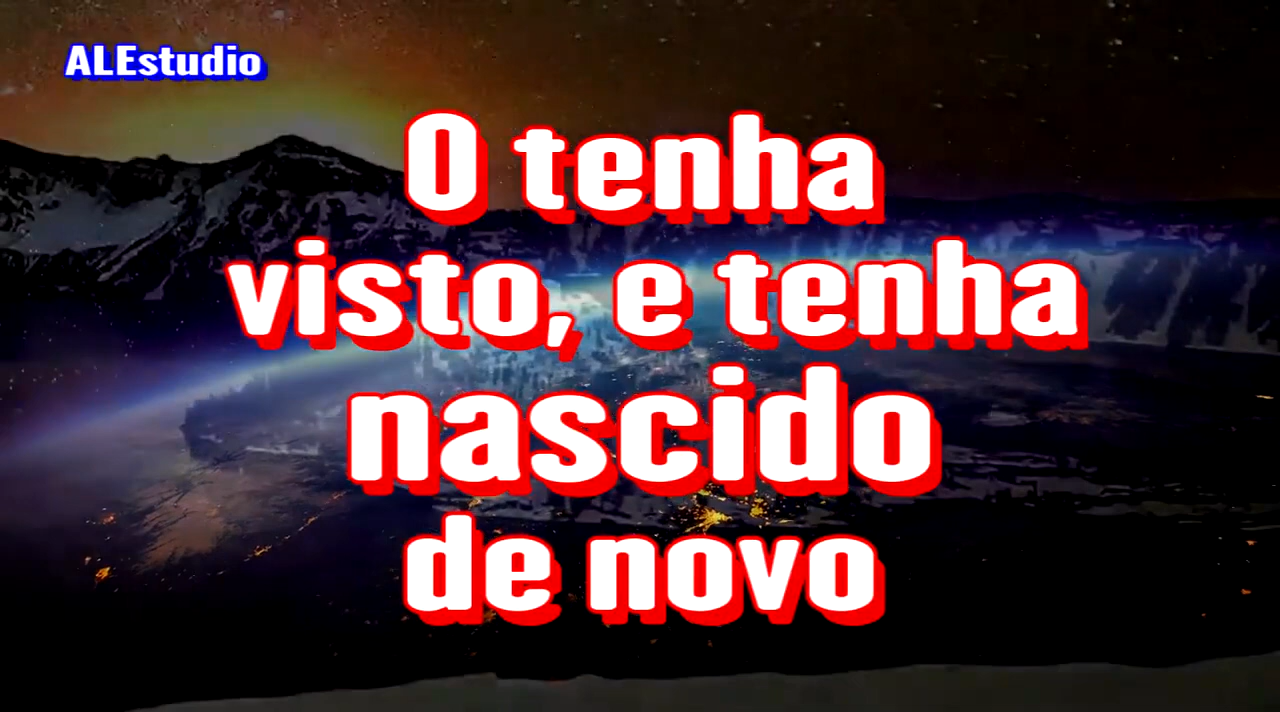 ALEstudio
O tenha
visto, e tenha
nascido
de novo